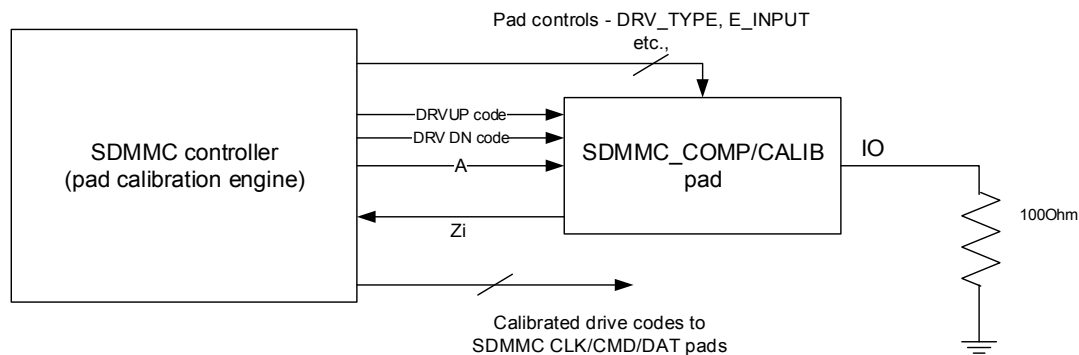 Pad controls - DRV_TYPE, E_INPUT
etc.,
DRVUP code
DRV DN code
A
Zi
SDMMC controller
(pad calibration engine)
SDMMC_COMP/CALIB
pad
IO
100Ohm
Calibrated drive codes to
SDMMC CLK/CMD/DAT pads